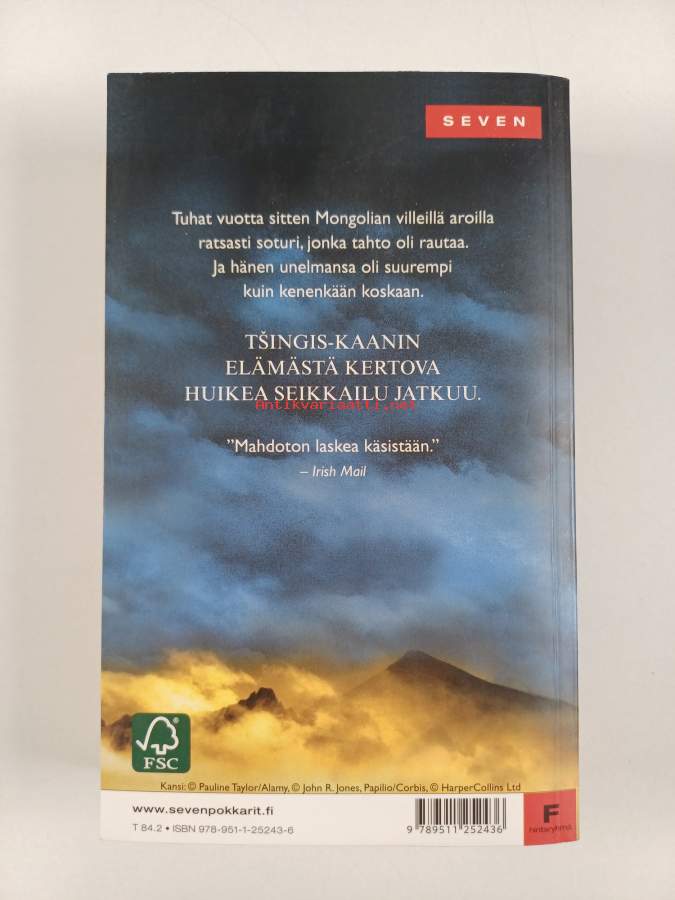 SEVEN
Tuhat vuotta sitten Mongolian villeillä aroilla
ratsasti soturi, jonka tahto oli rautaa.
Ja hänen unelmansa oli suurempi
kuin kenenkään koskaan.
TŠINGIS-KAANIN
ELÄMÄSTÄ KERTOVA
HUIKEA SEIKKAILU JATKUU.
Antikvariaatti.net
”Mahdoton laskea käsistään.”
– Irish Mail
FSC
Kansi: © Pauline Taylor/Alamy, © John R. Jones, Papilio/Corbis, © HarperCollins Ltd
www.sevenpokkarit.fi
T 84.2 • ISBN 978-951-1-25243-6
9 789511 252436
F
hintaryhmä